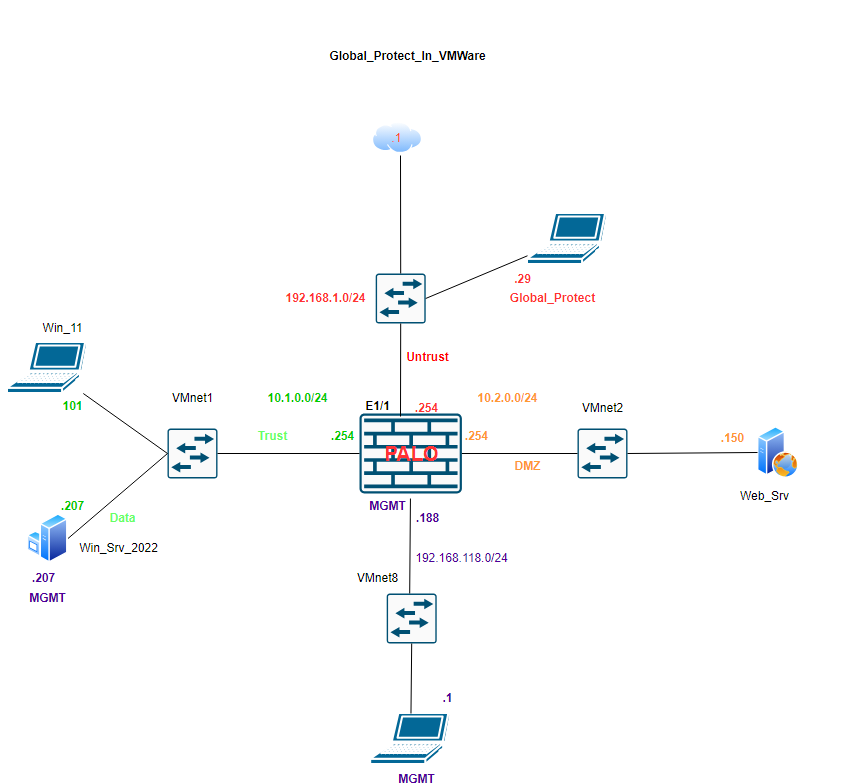 Global_Protect_In_VMWare
.1
.29
192.168.1.0/24
Global_Protect
Win_11
Untrust
101
VMnet1
10.1.0.0/24
E1/1
.254
10.2.0.0/24
VMnet2
Trust
.254
PALO
.254
DMZ
.150
Web_Srv
.207
Data
Win_Srv_2022
.207
MGMT
MGMT
.188
192.168.118.0/24
VMnet8
.1
MGMT